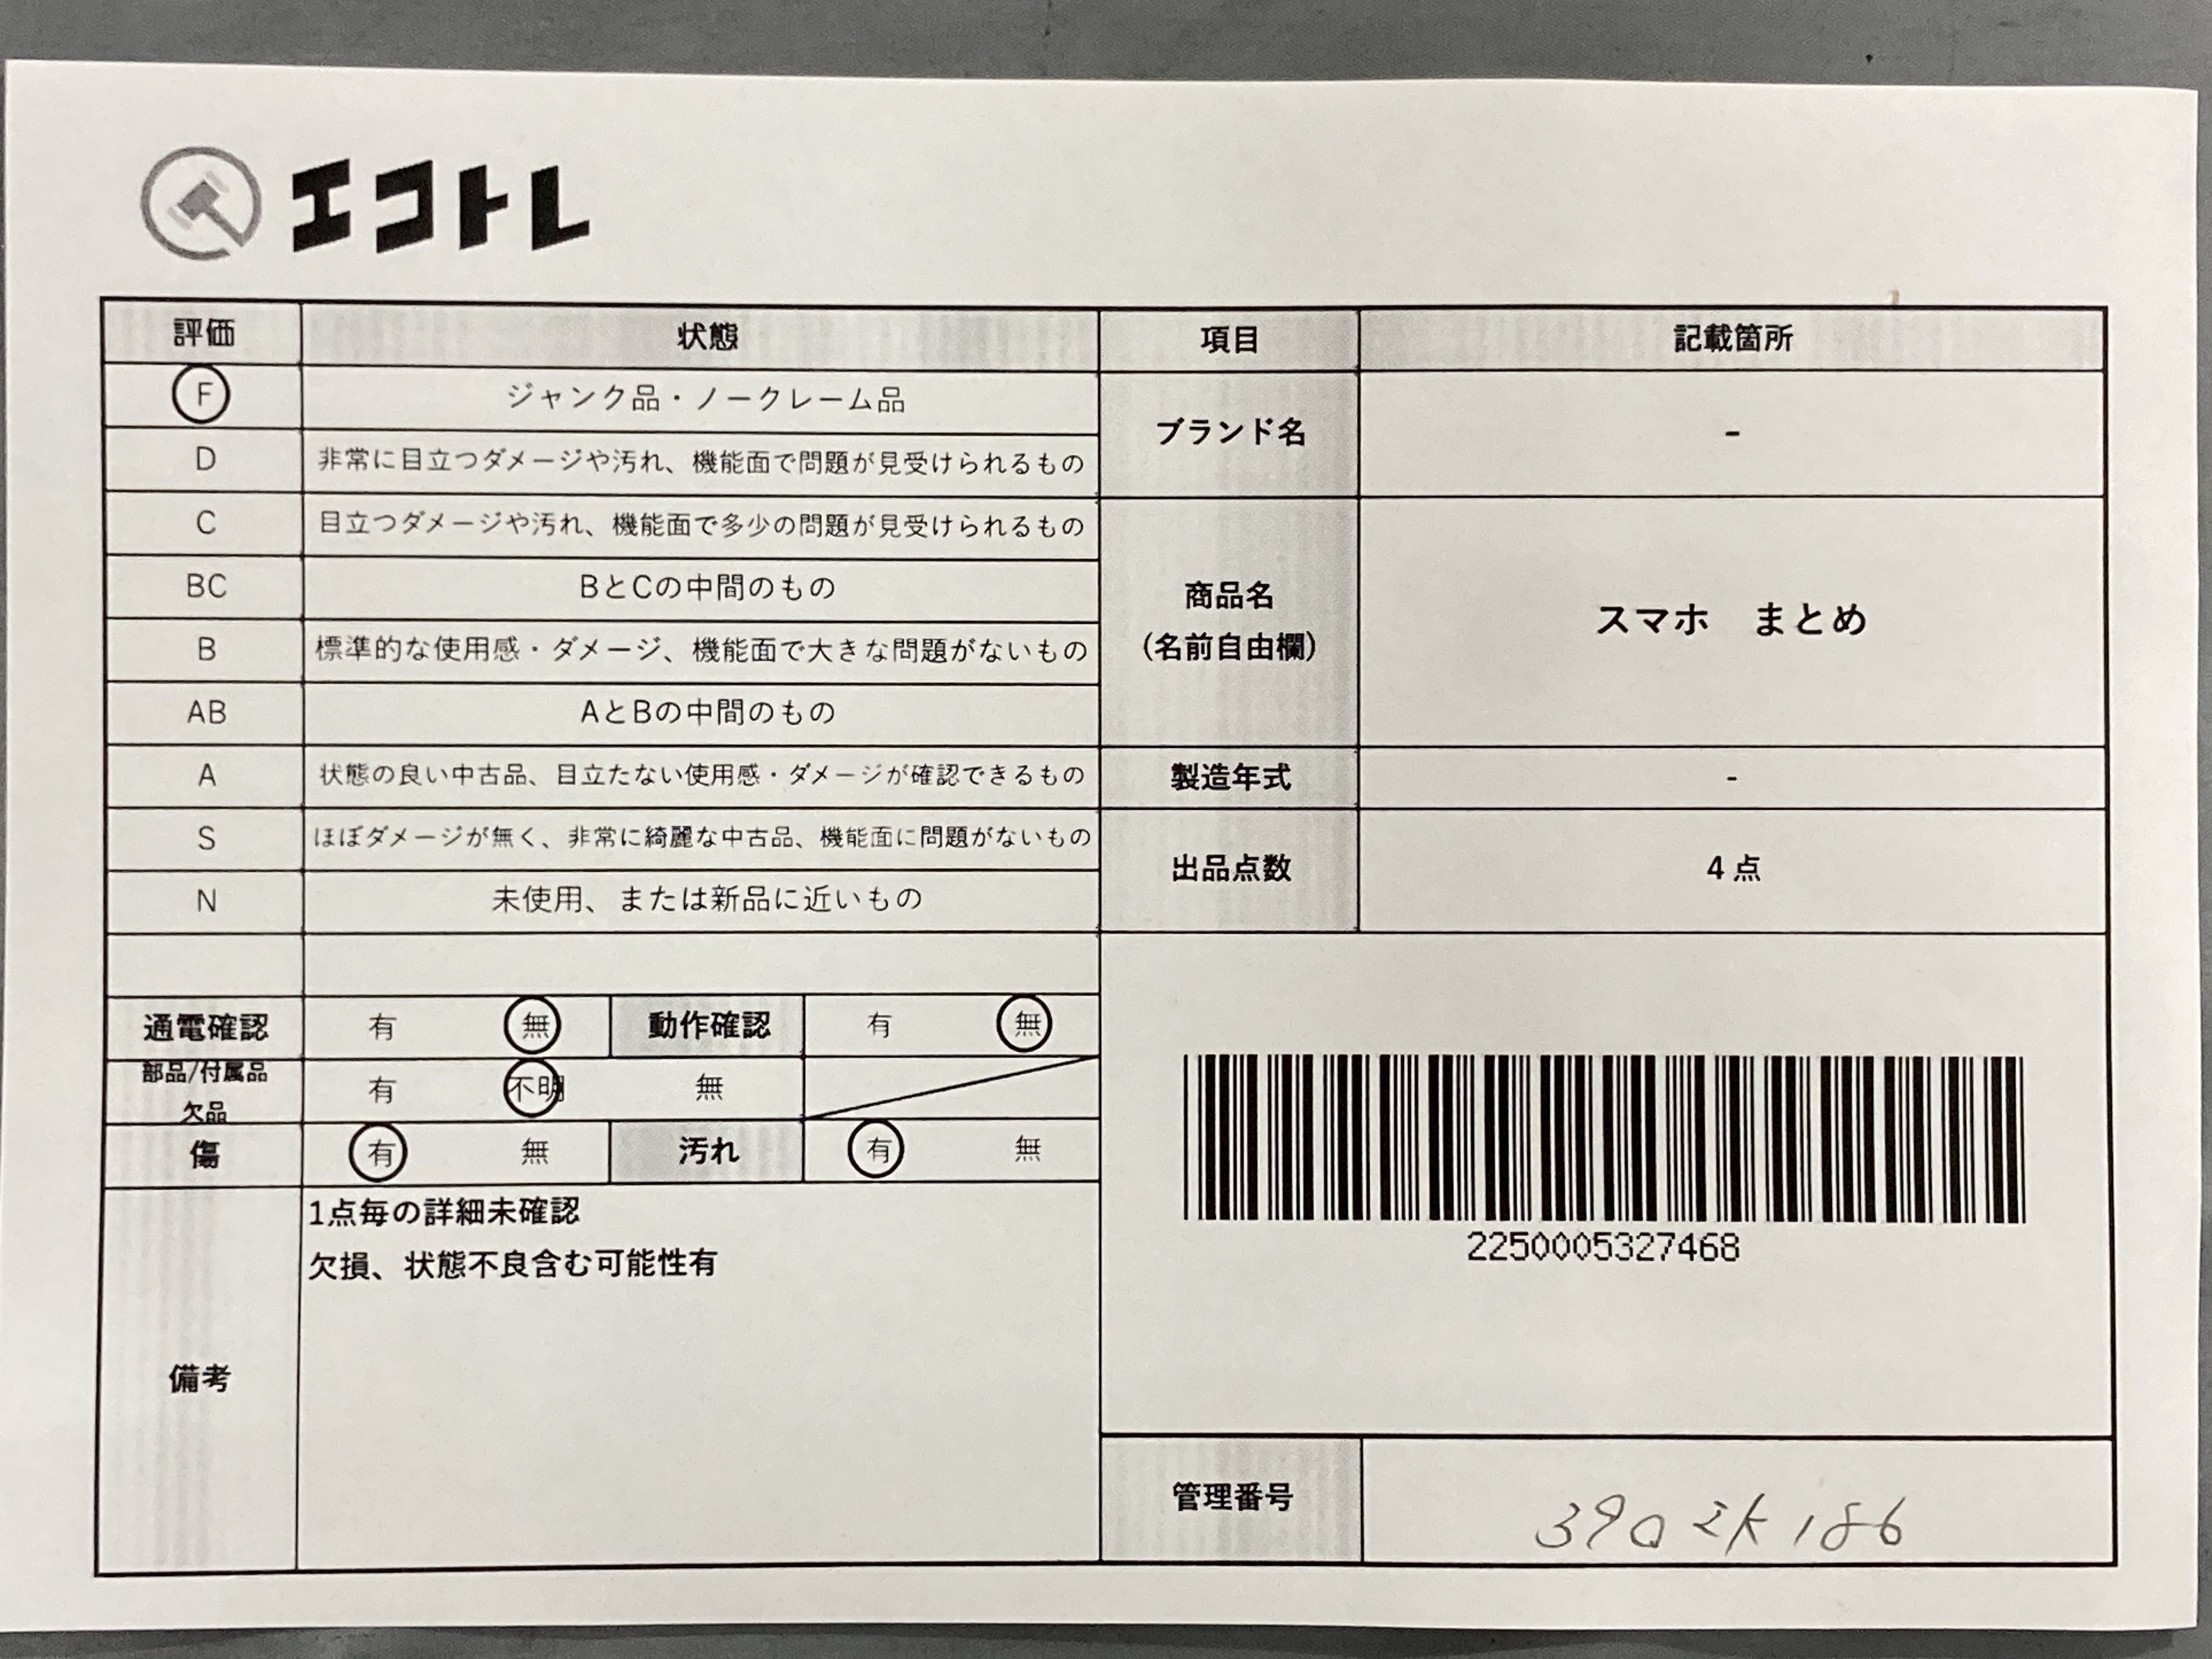 エコトレ
評価 状態 項目 記載箇所
F ジャンク品・ノークレーム品
D 非常に目立つダメージや汚れ、機能面で問題が見受けられるもの
ブランド名 -
C 目立つダメージや汚れ、機能面で多少の問題が見受けられるもの
BC BとCの中間のもの
B 標準的な使用感・ダメージ、機能面で大きな問題がないもの
AB AとBの中間のもの
商品名
(名前自由欄)
スマホ まとめ
A 状態の良い中古品、目立たない使用感・ダメージが確認できるもの
製造年式 -
S ほぼダメージが無く、非常に綺麗な中古品、機能面に問題がないもの
N 未使用、または新品に近いもの
出品点数 4 点
通電確認 有 無 動作確認 有 無
部品/付属品
欠品
有 不明 無
傷 有 無 汚れ 有 無
備考
1点毎の詳細未確認
欠損、状態不良含む可能性有
2250005327468
管理番号